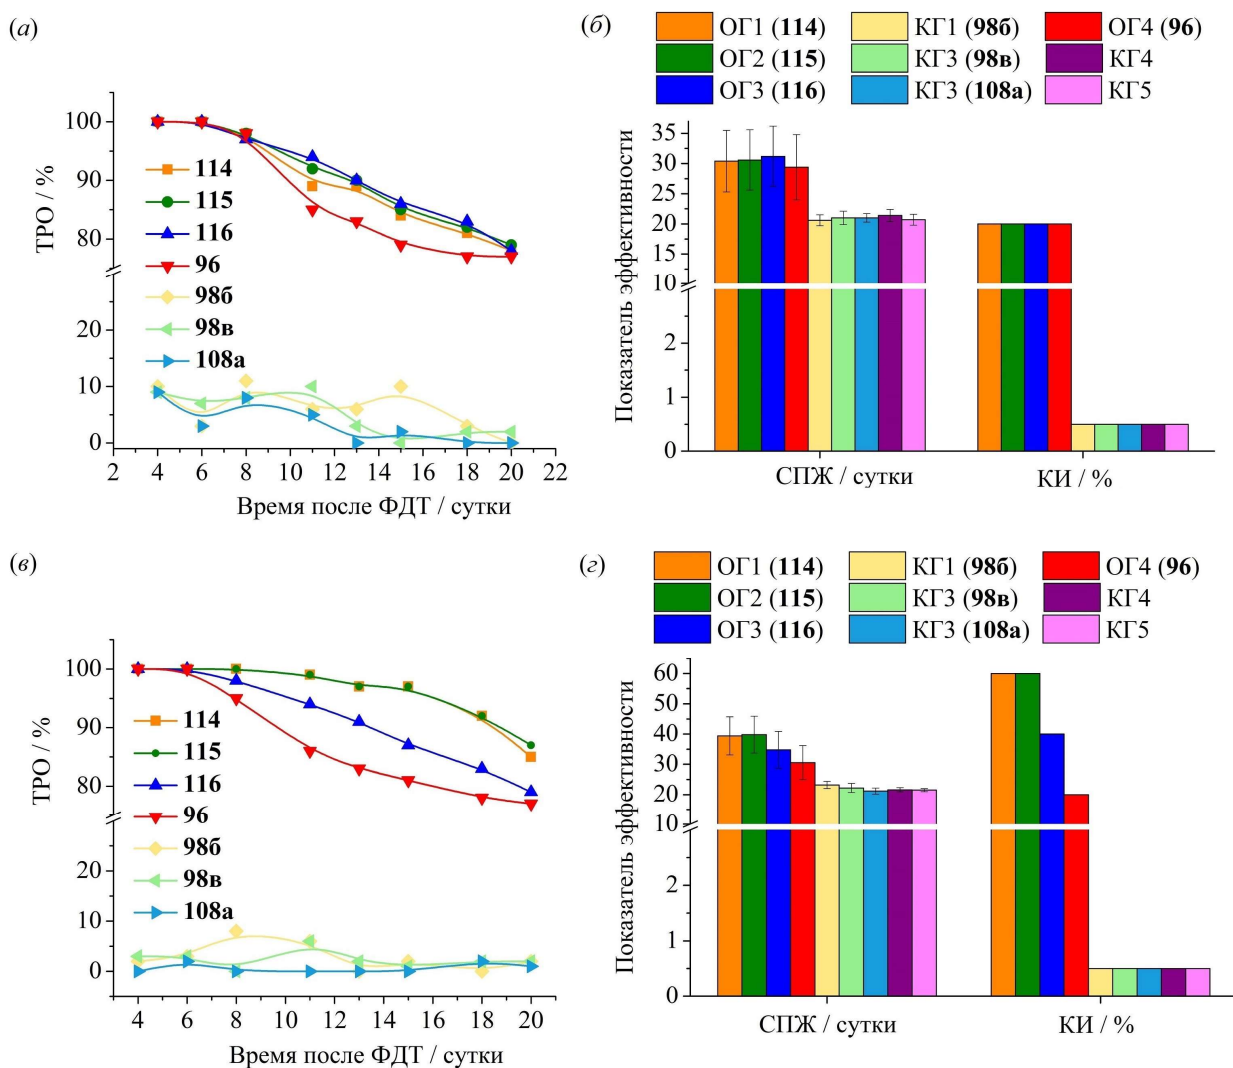 (а)
ТРО / %
100
90
80
20
10
0
114
115
116
96
98б
98в
108а
2 4 6 8 10 12 14 16 18 20 22
Время после ФДТ / сутки
(б)
ОГ1 (114) КГ1 (98б) ОГ4 (96)
ОГ2 (115) КГ3 (98в) КГ4
ОГ3 (116) КГ3 (108а) КГ5
Показатель эффективности
35
30
25
20
15
10
2
1
0
СПЖ / сутки КИ / %
(в)
ТРО / %
100
90
80
20
10
0
114
115
116
96
98б
98в
108а
4 6 8 10 12 14 16 18 20
Время после ФДТ / сутки
(г)
ОГ1 (114) КГ1 (98б) ОГ4 (96)
ОГ2 (115) КГ3 (98в) КГ4
ОГ3 (116) КГ3 (108а) КГ5
Показатель эффективности
60
50
40
30
20
10
2
1
0
СПЖ / сутки КИ / %